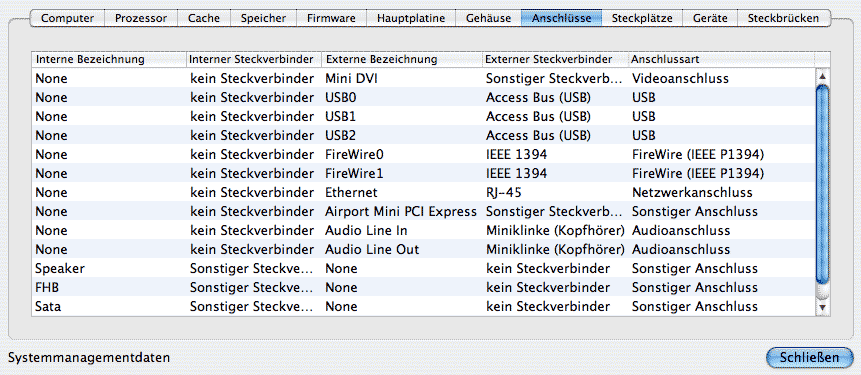 Computer Prozessor Cache Speicher Firmware Hauptplatine Gehäuse Anschlüsse Steckplätze Geräte Steckbrücken
Interne Bezeichnung Interner Steckverbinder Externe Bezeichnung Externer Steckverbinder Anschlussart
None kein Steckverbinder Mini DVI Sonstiger Steckverb... Videoanschluss
None kein Steckverbinder USB0 Access Bus (USB) USB
None kein Steckverbinder USB1 Access Bus (USB) USB
None kein Steckverbinder USB2 Access Bus (USB) USB
None kein Steckverbinder FireWire0 IEEE 1394 FireWire (IEEE P1394)
None kein Steckverbinder FireWire1 IEEE 1394 FireWire (IEEE P1394)
None kein Steckverbinder Ethernet RJ-45 Netzwerkanschluss
None kein Steckverbinder Airport Mini PCI Express Sonstiger Steckverb... Sonstiger Anschluss
None kein Steckverbinder Audio Line In Miniklinke (Kopfhörer) Audioanschluss
None kein Steckverbinder Audio Line Out Miniklinke (Kopfhörer) Audioanschluss
Speaker Sonstiger Steckve... None kein Steckverbinder Sonstiger Anschluss
FHB Sonstiger Steckve... None kein Steckverbinder Sonstiger Anschluss
Sata Sonstiger Steckve... None kein Steckverbinder Sonstiger Anschluss
Systemmanagementdaten Schließen